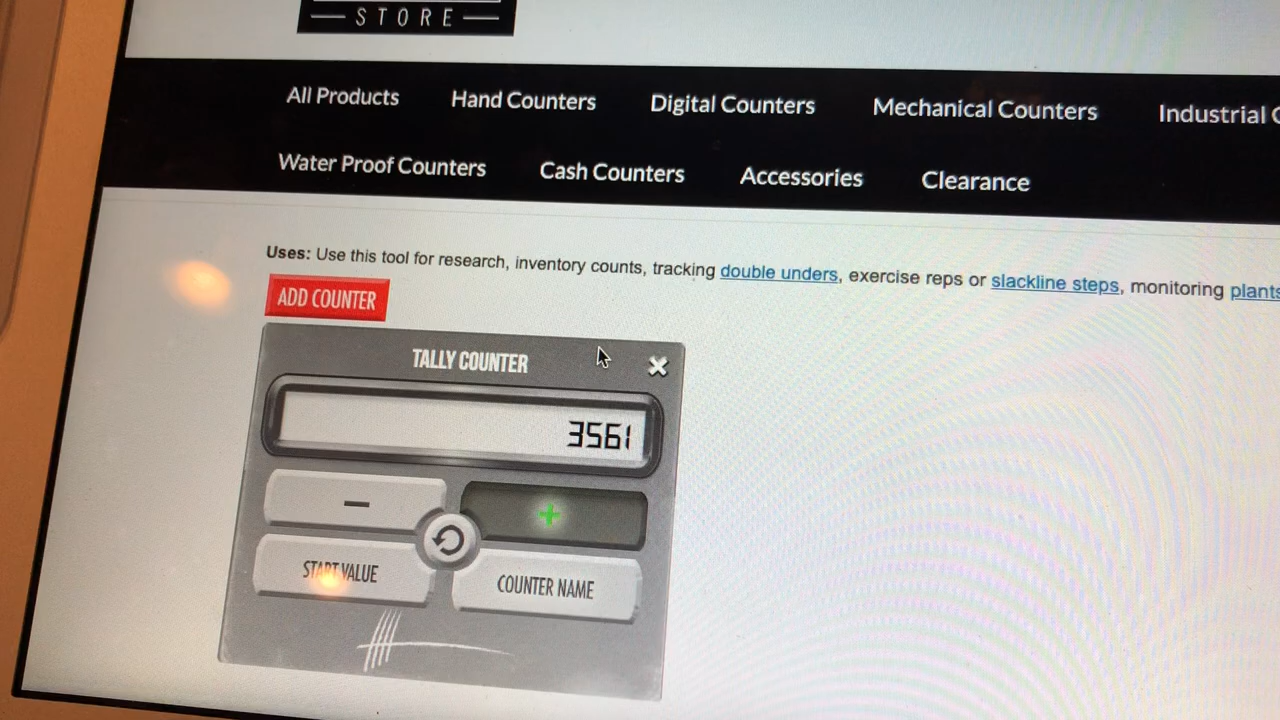 STORE
All Products Hand Counters Digital Counters Mechanical Counters Industrial
Water Proof Counters Cash Counters Accessories Clearance
Uses: Use this tool for research, inventory counts, tracking double unders, exercise reps or slackline steps, monitoring plants
ADD COUNTER
TALLY COUNTER
3561
START VALUE COUNTER NAME